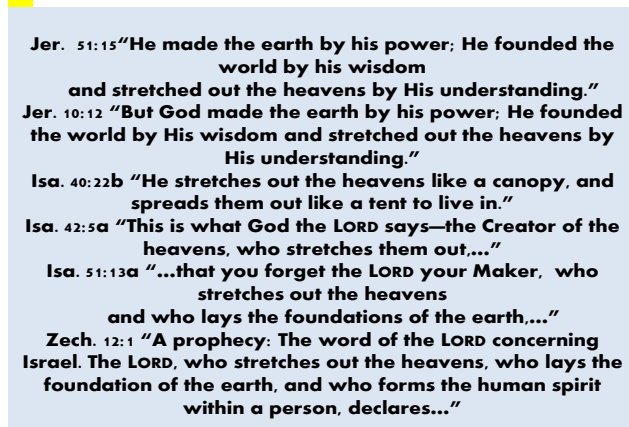 Jer. 51:15“He made the earth by his power; He founded the
world by his wisdom
and stretched out the heavens by His understanding.”
Jer. 10:12 “But God made the earth by his power; He founded
the world by His wisdom and stretched out the heavens by
His understanding.”
Isa. 40:22b “He stretches out the heavens like a canopy, and
spreads them out like a tent to live in.”
Isa. 42:5a “This is what God the LORD says—the Creator of the
heavens, who stretches them out,...”
Isa. 51:13a “...that you forget the LORD your Maker, who
stretches out the heavens
and who lays the foundations of the earth,...”
Zech. 12:1 “A prophecy: The word of the LORD concerning
Israel. The LORD, who stretches out the heavens, who lays the
foundation of the earth, and who forms the human spirit
within a person, declares...”